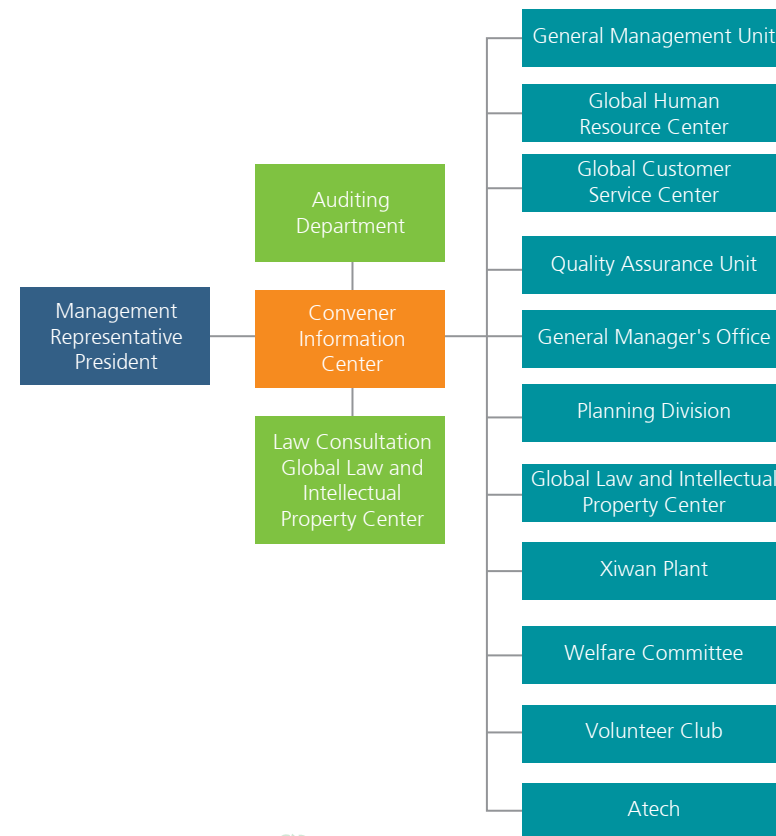 Management
Representative
President
Auditing
Department
Convener
Information
Center
Law Consultation
Global Law and
Intellectual
Property Center
General Management Unit
Global Human
Resource Center
Global Customer
Service Center
Quality Assurance Unit
General Manager's Office
Planning Division
Global Law and Intellectual
Property Center
Xiwan Plant
Welfare Committee
Volunteer Club
Atech